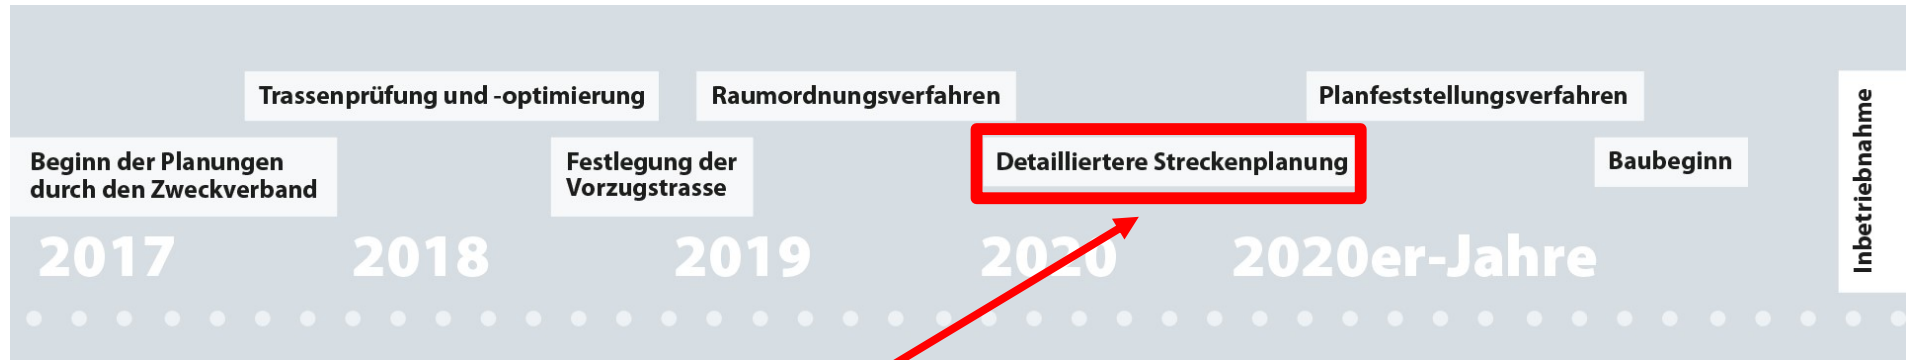 Trassenprüfung und -optimierung
Raumordnungsverfahren
Planfeststellungsverfahren
Beginn der Planungen
durch den Zweckverband
Festlegung der
Vorzugstrasse
Detailliertere Streckenplanung
Baubeginn
Inbetriebnahme
2017
2018
2019
2020
2020er-Jahre